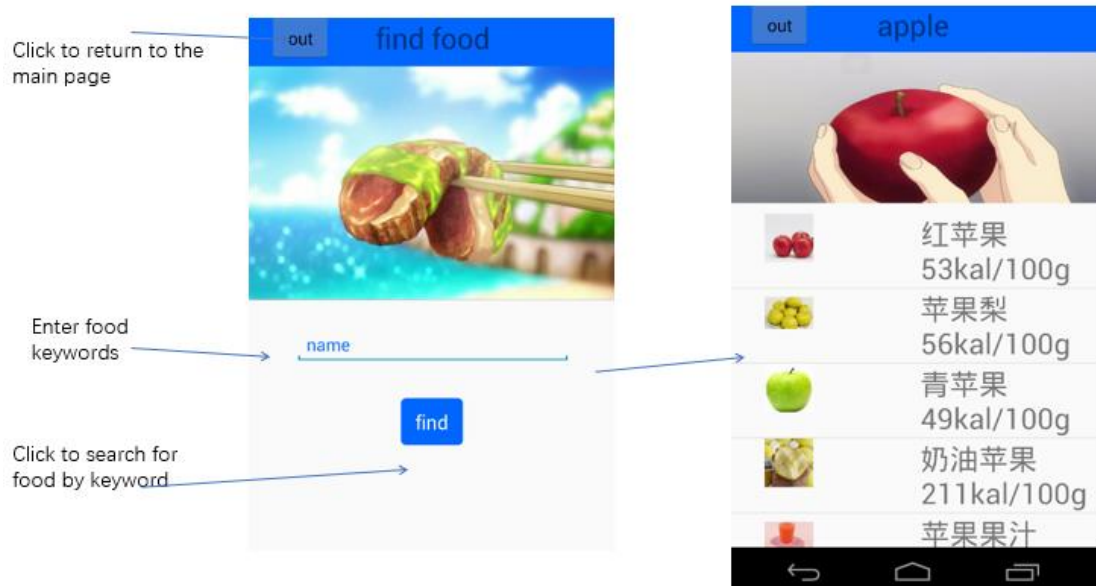 Click to return to the
main page
out
find food
Enter food
keywords
name
find
Click to search for
food by keyword
out
apple
红苹果
53kal/100g
苹果梨
56kal/100g
青苹果
49kal/100g
奶油苹果
211kal/100g
苹果果汁